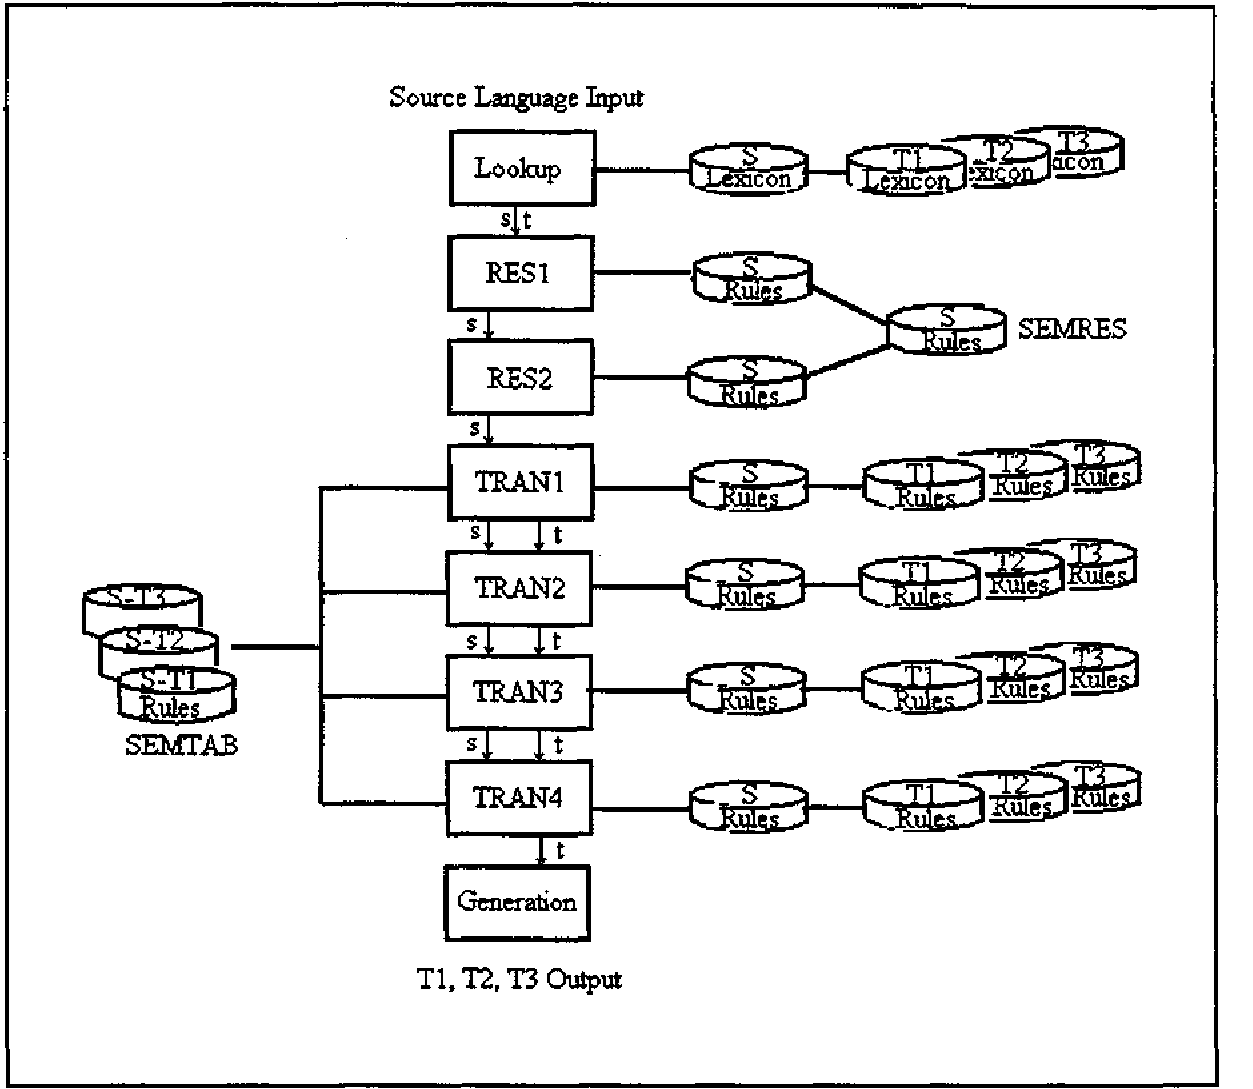 Source Language Input
Lookup
S
Lexicon
T1
Lexicon
T2
T3
s t
RES1
S
Rules
s
S
Rules
SEMRES
RES2
S
Rules
s
TRAN1
S
Rules
T1
Rules
T2
Rules
T3
Rules
s t
TRAN2
S
Rules
T1
Rules
T2
Rules
T3
Rules
S-T3
S-T2
S-T1
Rules
SEMTAB
s t
TRAN3
S
Rules
T1
Rules
T2
Rules
T3
Rules
s t
TRAN4
S
Rules
T1
Rules
T2
Rules
T3
Rules
t
Generation
T1, T2, T3 Output